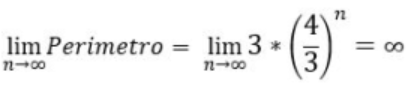 lim n→∞ Perimetro = lim n→∞ 3 * (4/3)^n = ∞